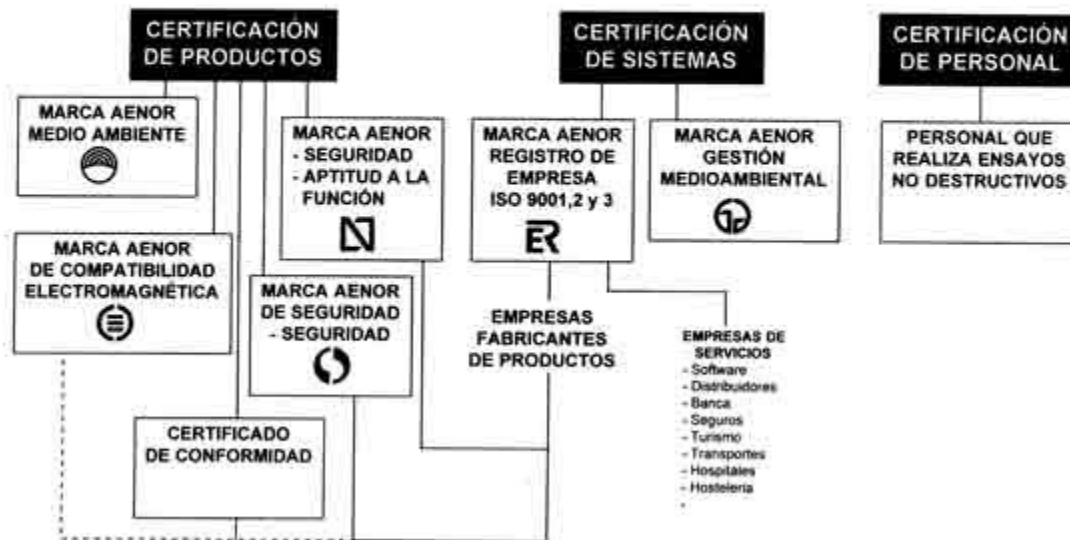 CERTIFICACIÓN
DE PRODUCTOS
MARCA AENOR
MEDIO AMBIENTE
MARCA AENOR
- SEGURIDAD
- APTITUD A LA
FUNCIÓN
N
MARCA AENOR
DE COMPATIBILIDAD
ELECTROMAGNÉTICA
MARCA AENOR
DE SEGURIDAD
- SEGURIDAD
CERTIFICADO
DE CONFORMIDAD
CERTIFICACIÓN
DE SISTEMAS
MARCA AENOR
REGISTRO DE
EMPRESA
ISO 9001,2 y 3
ER
MARCA AENOR
GESTIÓN
MEDIOAMBIENTAL
EMPRESAS
FABRICANTES
DE PRODUCTOS
EMPRESAS DE
SERVICIOS
- Software
- Distribuidores
- Banca
- Seguros
- Turismo
- Transportes
- Hospitales
- Hostelería
CERTIFICACIÓN
DE PERSONAL
PERSONAL QUE
REALIZA ENSAYOS
NO DESTRUCTIVOS